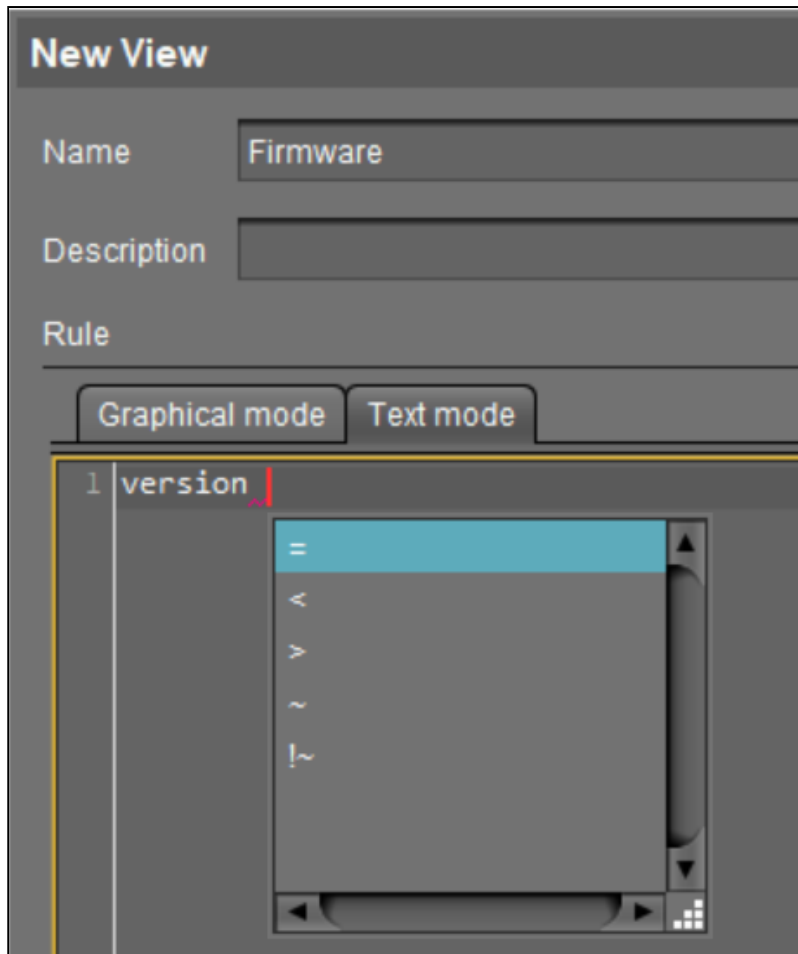 New View
Name Firmware
Description
Rule
Graphical mode Text mode
1 version
=
<
>
~
!~